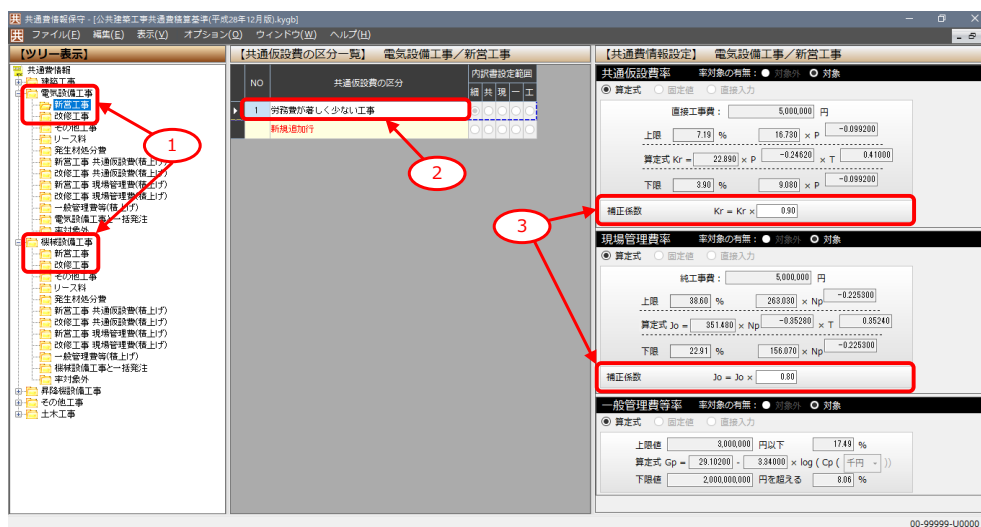 共通費情報保守 - [公共建築工事共通費積算基準(平成28年12月版).kygb]
ファイル(F) 編集(E) 表示(V) オプション(O) ウィンドウ(W) ヘルプ(H)
【ツリー表示】
共通費情報
建築工事
電気設備工事
新営工事
改修工事
その他工事
リース料
発生材処分費
新営工事 共通仮設費(積上げ)
改修工事 共通仮設費(積上げ)
新営工事 現場管理費(積上げ)
改修工事 現場管理費(積上げ)
一般管理費等(積上げ)
電気設備工事と一括発注
率対象外
機械設備工事
新営工事
改修工事
その他工事
リース料
発生材処分費
新営工事 共通仮設費(積上げ)
改修工事 共通仮設費(積上げ)
新営工事 現場管理費(積上げ)
改修工事 現場管理費(積上げ)
一般管理費等(積上げ)
機械設備工事と一括発注
率対象外
昇降機設備工事
その他工事
土木工事
1
【共通仮設費の区分一覧】 電気設備工事／新営工事
NO 共通仮設費の区分 内訳書設定範囲
細 共 現 一 工
1 労務費が著しく少ない工事
新規追加行
2
3
【共通費情報設定】 電気設備工事／新営工事
共通仮設費率 率対象の有無： 対象外 対象
算定式 固定値 直接入力
直接工事費： 5,000,000 円
上限 7.19 % 16.730 × P -0.099200
算定式 Kr = 22.890 × P -0.24620 × T 0.41000
下限 3.90 % 9.080 × P -0.099200
補正係数 Kr = Kr × 0.90
現場管理費率 率対象の有無： 対象外 対象
算定式 固定値 直接入力
純工事費： 5,000,000 円
上限 38.60 % 263.030 × Np -0.225300
算定式 Jo = 351.480 × Np -0.35280 × T 0.35240
下限 22.91 % 156.070 × Np -0.225300
補正係数 Jo = Jo × 0.80
一般管理費等率 率対象の有無： 対象外 対象
算定式 固定値 直接入力
上限値 3,000,000 円以下 17.49 %
算定式 Gp = 29.10200 - 3.34000 × log ( Cp ( 千円 ))
下限値 2,000,000,000 円を超える 8.06 %
00-99999-U0000